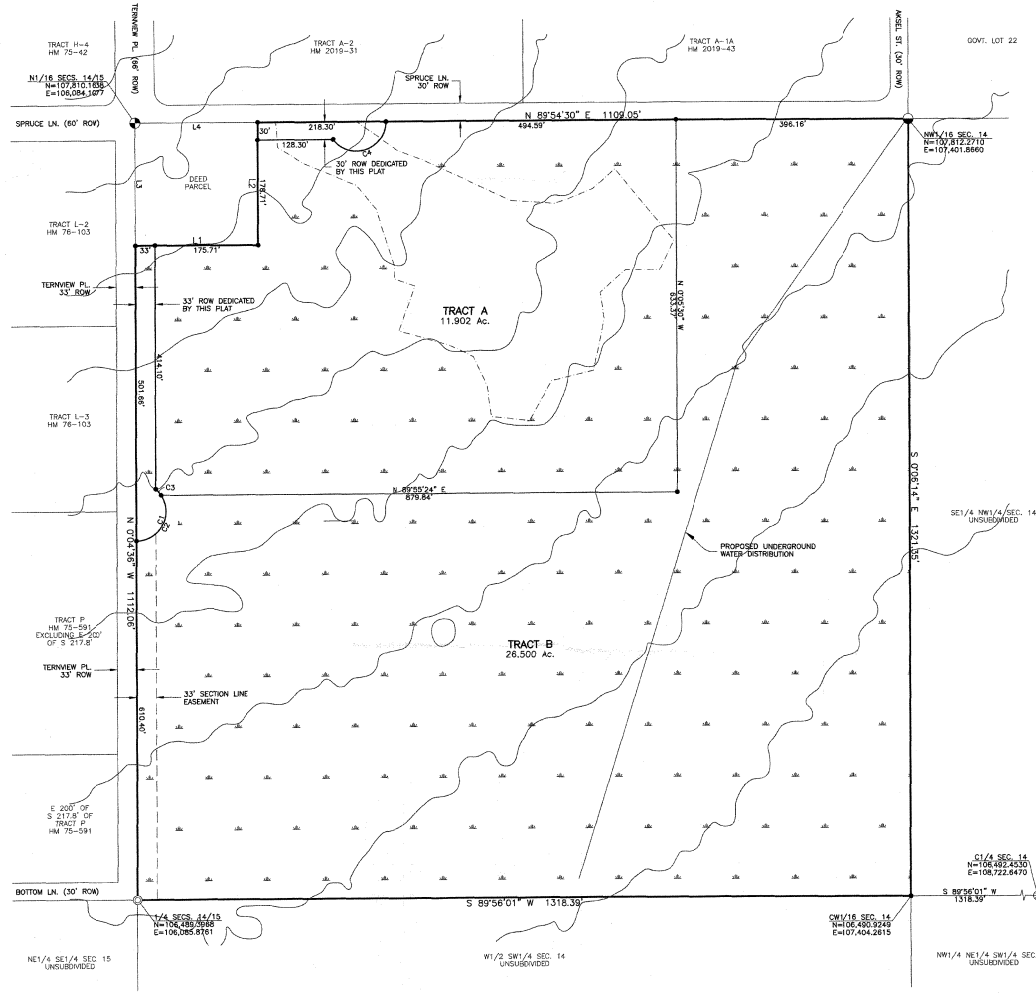 TERNVIEW PL. (66' ROW)
AKSEL ST. (30' ROW)
TRACT H-4
HM 75-42
TRACT A-2
HM 2019-31
TRACT A-1A
HM 2019-43
GOVT. LOT 22
N1/16 SECS. 14/15
SPRUCE LN.
30' ROW
SPRUCE LN. (60' ROW)
L4
30'
218.30'
N 89°54'30" E 1109.05'
494.59'
396.16'
128.30'
C4
NW1/16 SEC. 14
N=107,812.2710
E=107,401.8660
30' ROW DEDICATED
BY THIS PLAT
DEED
PARCEL
L3
L2
178.71'
TRACT L-2
HM 76-103
33'
L1
175.71'
TERNVIEW PL.
33' ROW
33' ROW DEDICATED
BY THIS PLAT
TRACT A
11.902 Ac.
N 0°05'30" W
633.37'
414.10'
501.66'
TRACT L-3
HM 76-103
C3
N 89°55'24" E
879.84'
S 0°06'14" E 1321.35'
SE1/4 NW1/4 SEC. 14
UNSUBDIVIDED
N 0°04'36" W 1112.06'
PROPOSED UNDERGROUND
WATER DISTRIBUTION
TRACT P
HM 75-591
EXCLUDING E 200'
OF S 217.8'
TRACT B
26.500 Ac.
TERNVIEW PL.
33' ROW
33' SECTION LINE
EASEMENT
610.40'
E 200' OF
S 217.8' OF
TRACT P
HM 75-591
BOTTOM LN. (30' ROW)
C1/4 SEC. 14
N=106,492.4530
E=108,722.6470
S 89°56'01" W 1318.39'
S 89°56'01" W
1318.39'
1/4 SECS. 14/15
N=106,489.3968
E=106,085.8761
CW1/16 SEC. 14
N=106,490.9249
E=107,404.2615
NE1/4 SE1/4 SEC 15
UNSUBDIVIDED
W1/2 SW1/4 SEC. 14
UNSUBDIVIDED
NW1/4 NE1/4 SW1/4 SEC
UNSUBDIVIDED